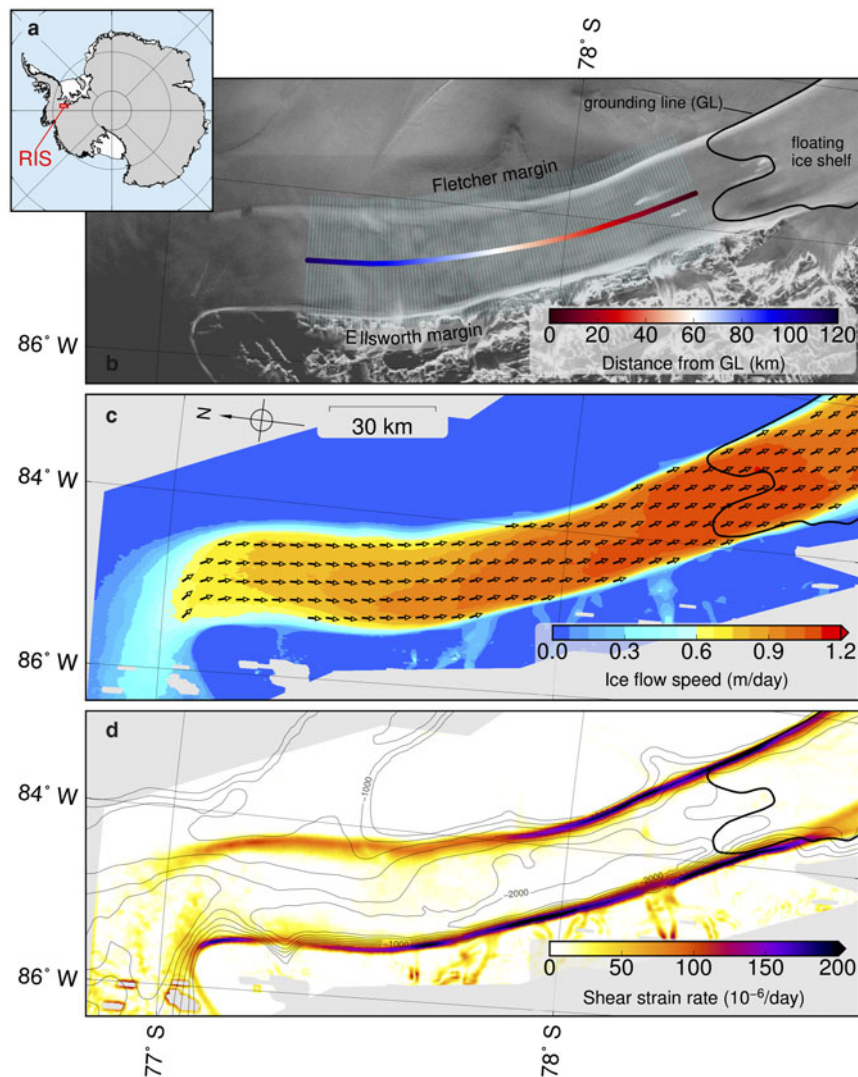 a
RIS
78° S
grounding line (GL)
floating
ice shelf
Fletcher margin
Ellsworth margin
86° W
0 20 40 60 80 100 120
Distance from GL (km)
b
c
N
30 km
84° W
86° W
0.0 0.3 0.6 0.9 1.2
Ice flow speed (m/day)
d
-1000
84° W
-2000
-2000
-1000
86° W
0 50 100 150 200
Shear strain rate (10⁻⁶/day)
77° S
78° S